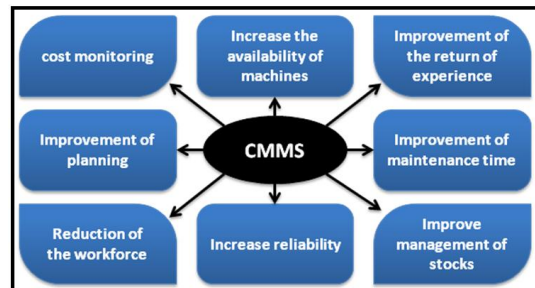 cost monitoring
Increase the
availability of
machines
Improvement of
the return of
experience
Improvement of
planning
CMMS
Improvement of
maintenance time
Reduction of
the workforce
Increase reliability
Improve
management of
stocks